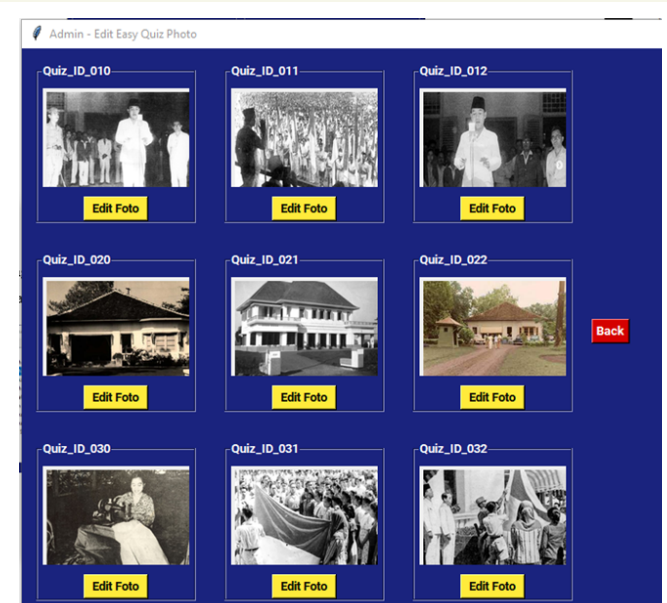 Admin - Edit Easy Quiz Photo
Quiz_ID_010
Quiz_ID_011
Quiz_ID_012
Edit Foto
Edit Foto
Edit Foto
Quiz_ID_020
Quiz_ID_021
Quiz_ID_022
Edit Foto
Edit Foto
Edit Foto
Back
Quiz_ID_030
Quiz_ID_031
Quiz_ID_032
Edit Foto
Edit Foto
Edit Foto